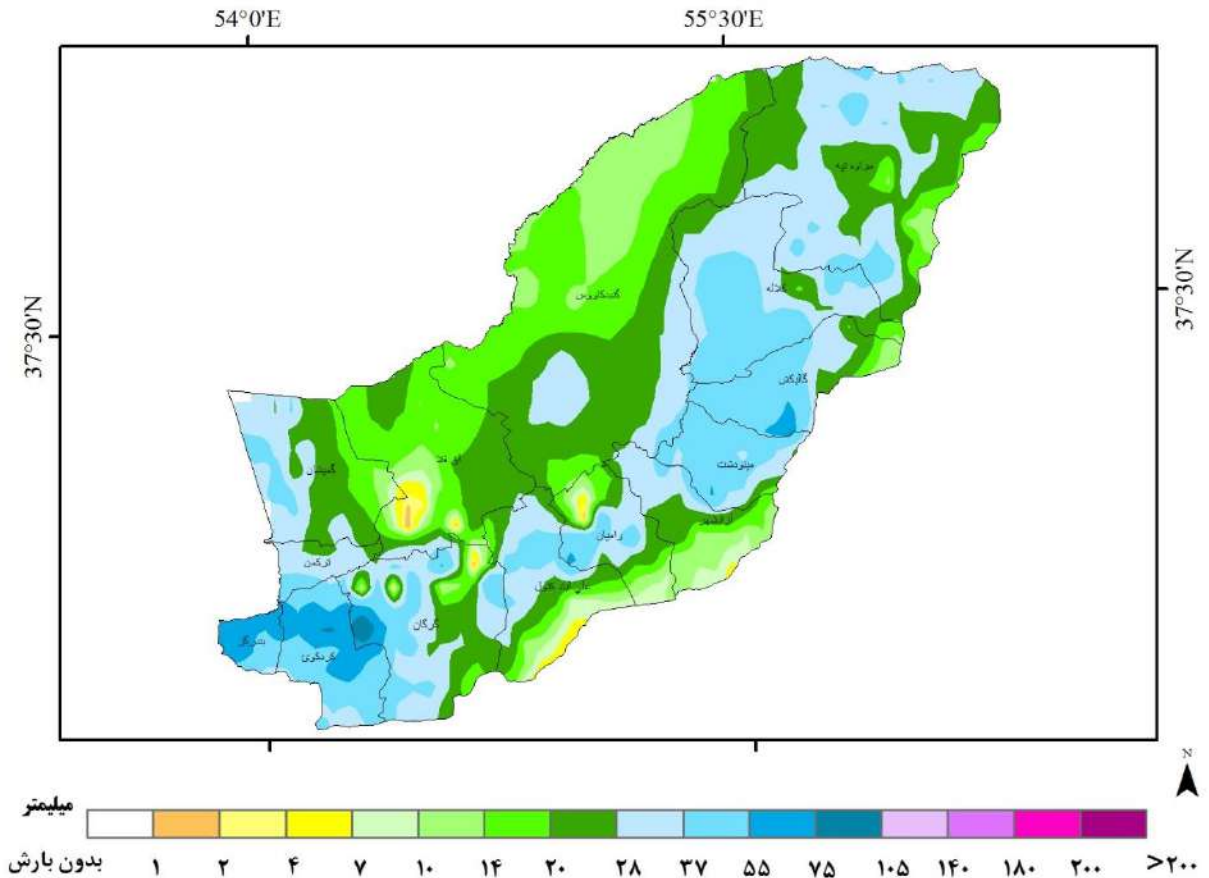 54°0'E 55°30'E
37°30'N
37°30'N
مراوه تپه
کلاله
گنبدکاووس
گالیکش
مینودشت
آق قلا
گمیشان
آزادشهر
رامیان
ترکمن
علی آباد کتول
گرگان
بندرگز
کردکوی
N
میلیمتر
بدون بارش ۱ ۲ ۴ ۷ ۱۰ ۱۴ ۲۰ ۲۸ ۳۷ ۵۵ ۷۵ ۱۰۵ ۱۴۰ ۱۸۰ ۲۰۰ >۲۰۰